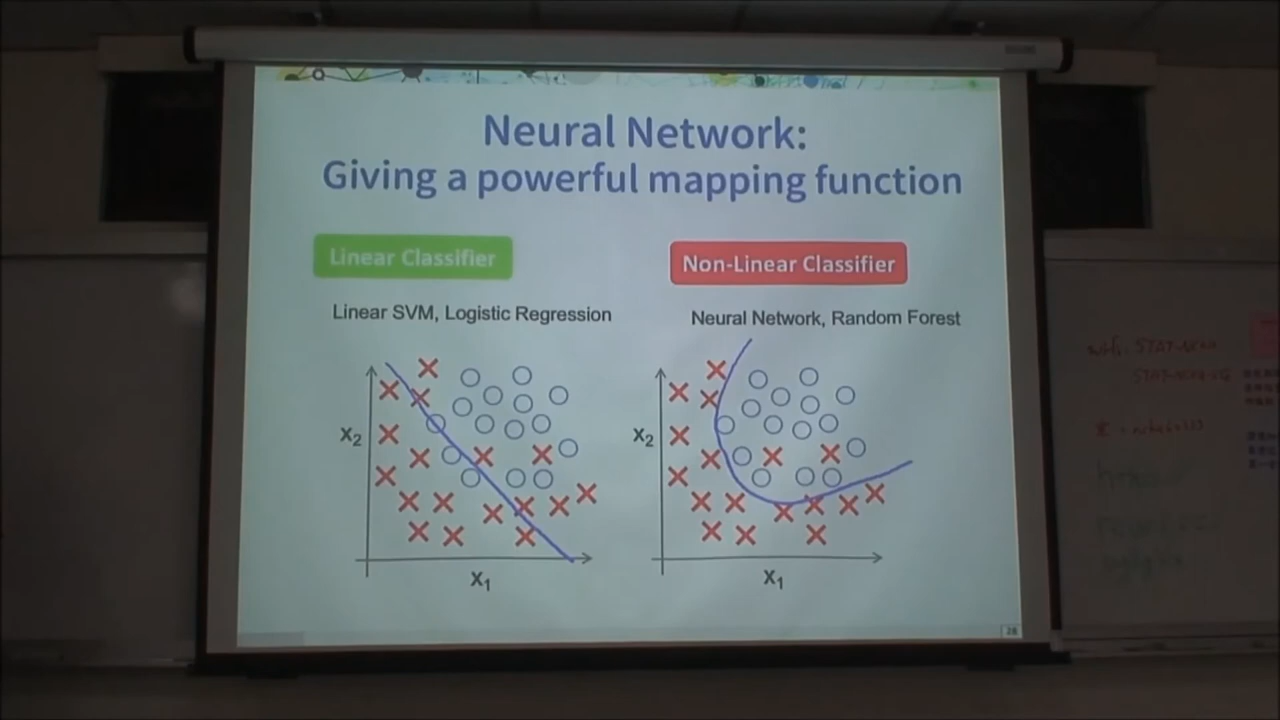 Neural Network:
Giving a powerful mapping function
Linear Classifier
Non-Linear Classifier
Linear SVM, Logistic Regression
Neural Network, Random Forest
X2
X1
X2
X1
28